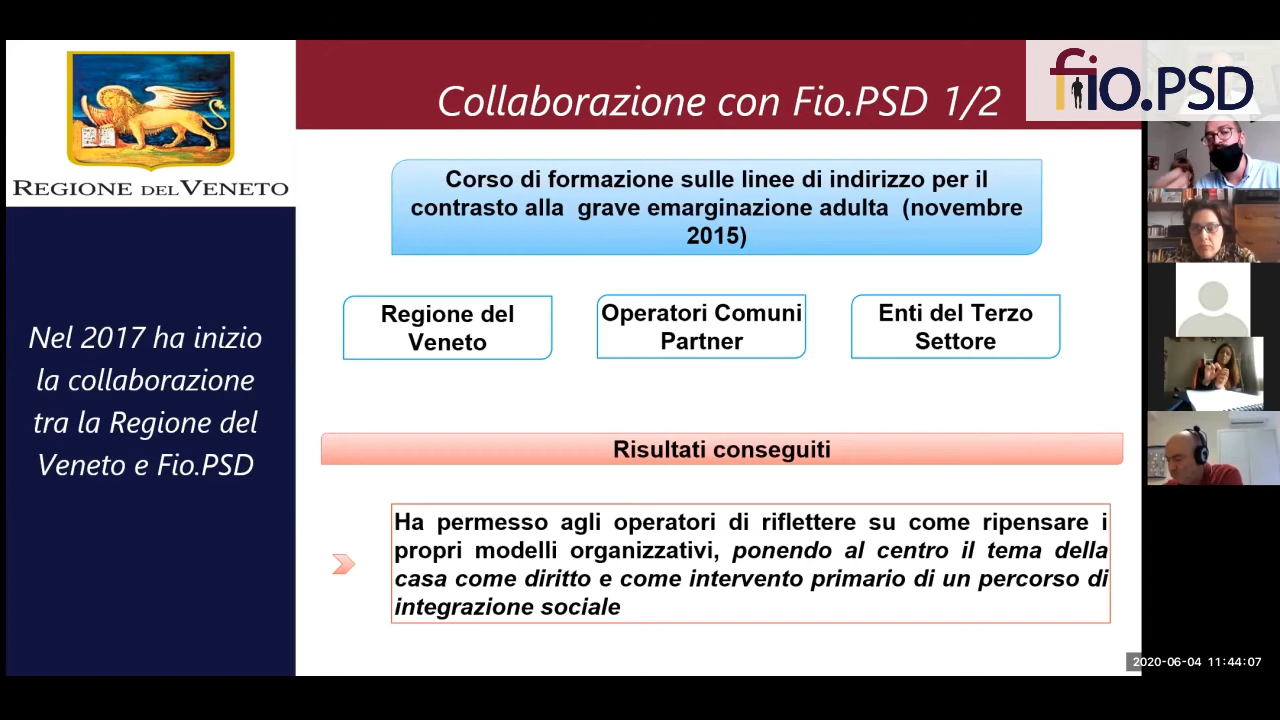 REGIONE DEL VENETO
Nel 2017 ha inizio
la collaborazione
tra la Regione del
Veneto e Fio.PSD
Collaborazione con Fio.PSD 1/2
fio.PSD
Corso di formazione sulle linee di indirizzo per il
contrasto alla grave emarginazione adulta (novembre
2015)
Regione del
Veneto
Operatori Comuni
Partner
Enti del Terzo
Settore
Risultati conseguiti
Ha permesso agli operatori di riflettere su come ripensare i
propri modelli organizzativi, ponendo al centro il tema della
casa come diritto e come intervento primario di un percorso di
integrazione sociale
2020-06-04 11:44:07